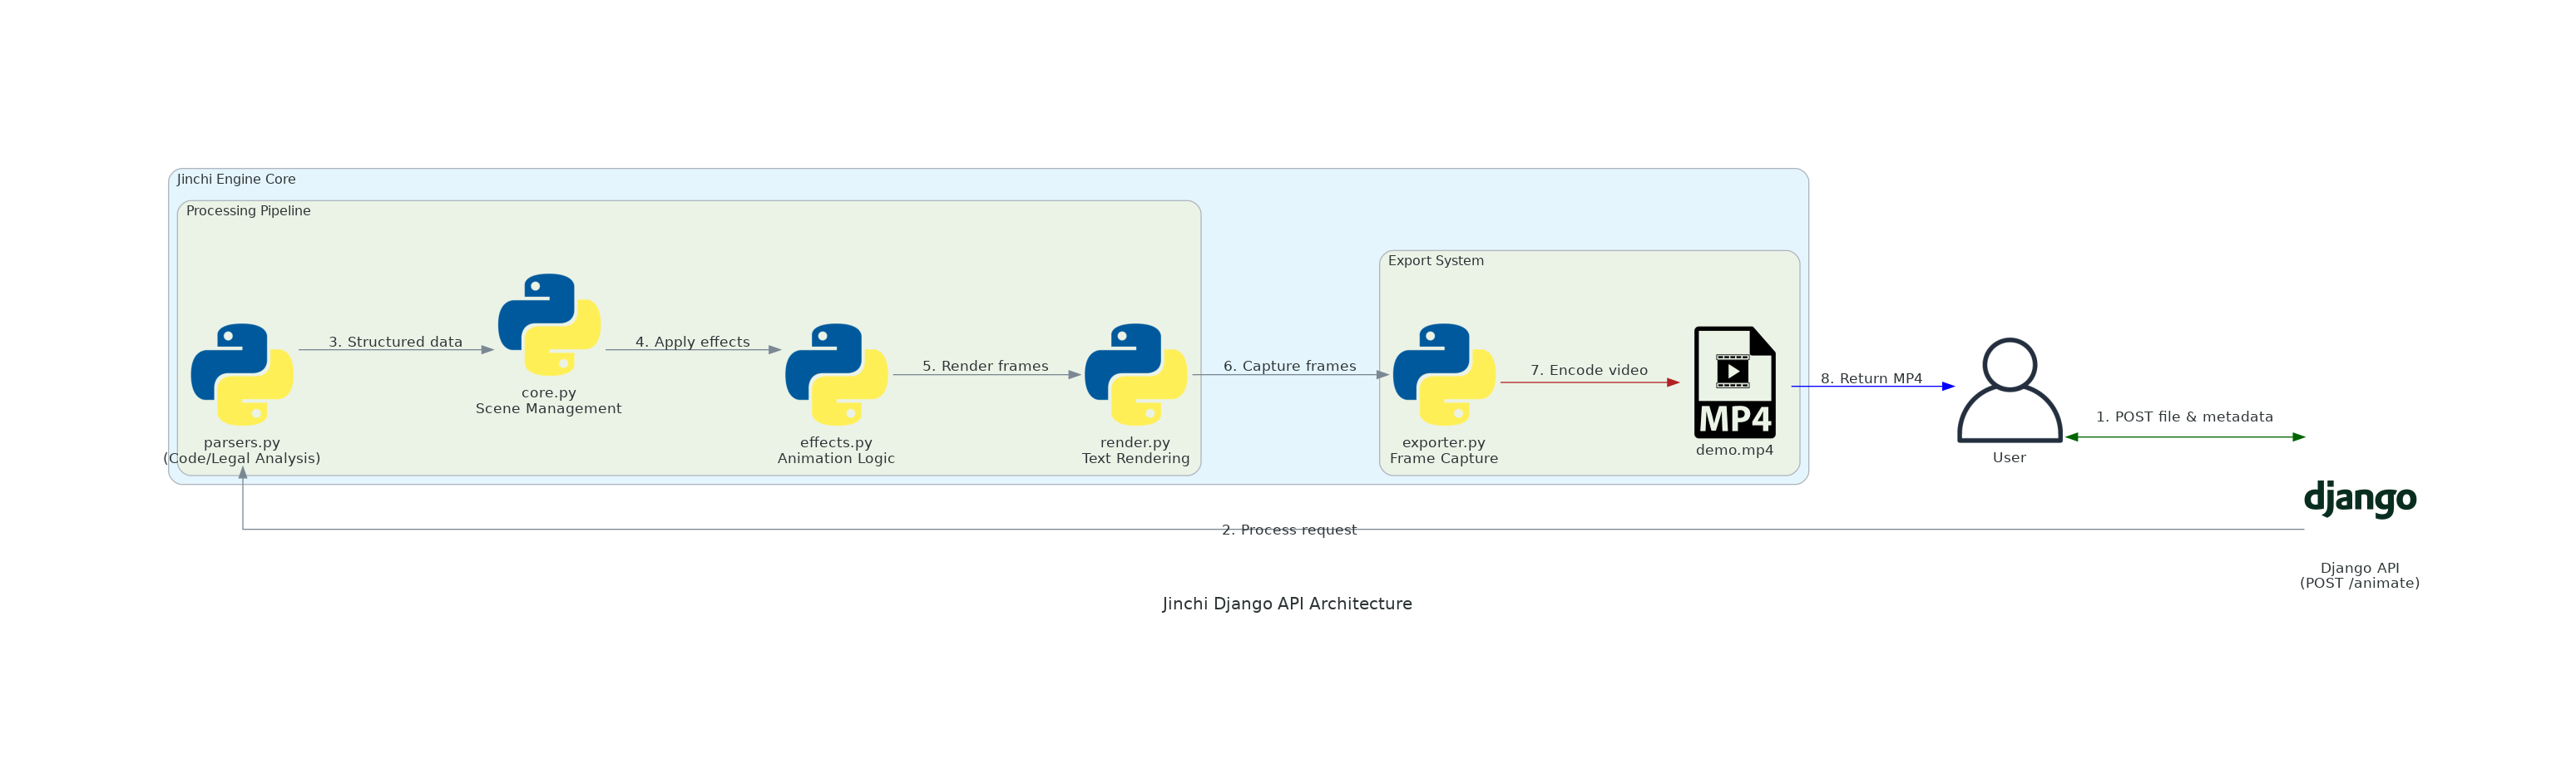 Jinchi Engine Core
Processing Pipeline
Export System
3. Structured data
4. Apply effects
5. Render frames
6. Capture frames
7. Encode video
8. Return MP4
1. POST file & metadata
parsers.py
(Code/Legal Analysis)
core.py
Scene Management
effects.py
Animation Logic
render.py
Text Rendering
exporter.py
Frame Capture
MP4
demo.mp4
User
django
Django API
(POST /animate)
2. Process request
Jinchi Django API Architecture